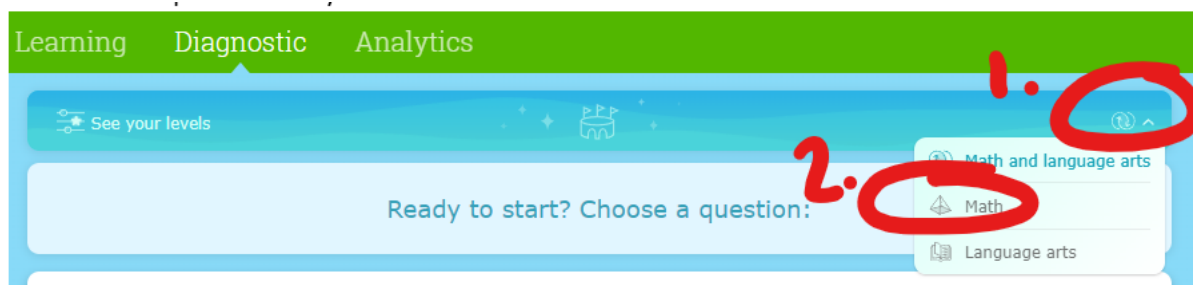 Learning Diagnostic Analytics
1.
See your levels
2.
Math and language arts
Ready to start? Choose a question:
Math
Language arts